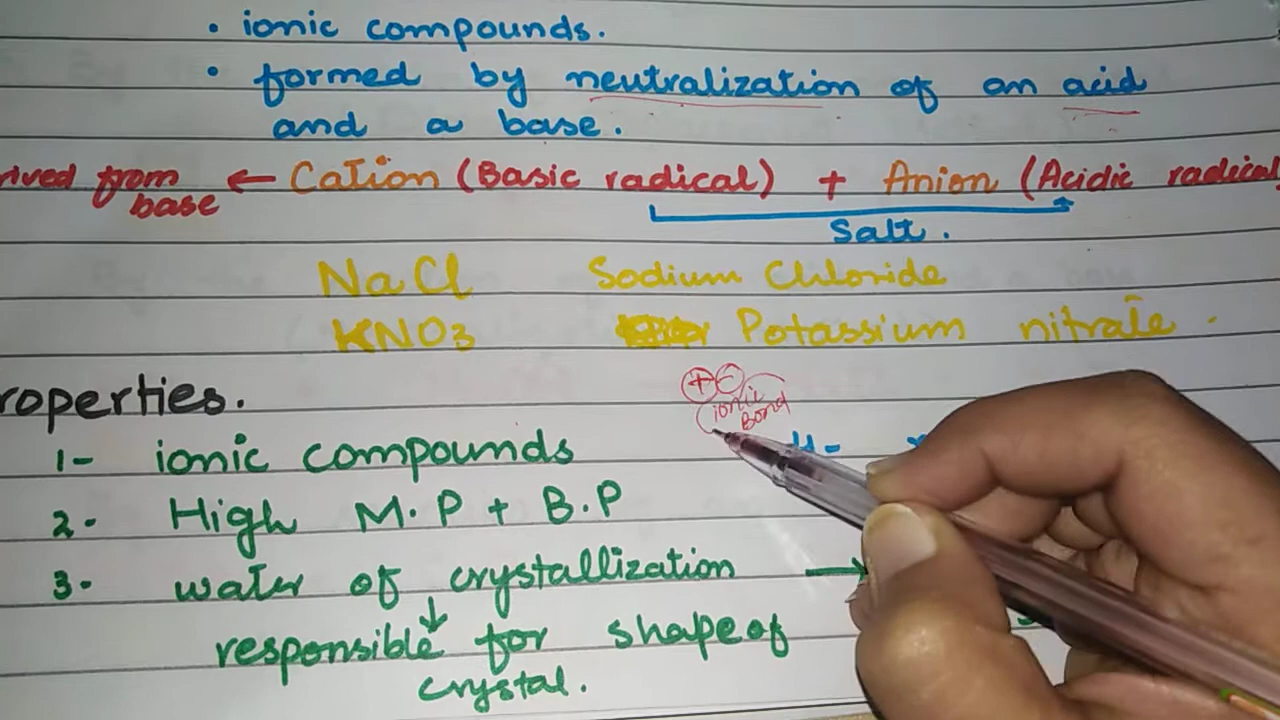 • ionic compounds.
• formed by neutralization of an acid
and a base.
from ← Cation (Basic radical) + Anion (Acidic radical
base
Salt.
NaCl Sodium Chloride
KNO3 Potassium nitrate.
roperties.
+ -
ionic
Bond
1- ionic compounds
2- High M.P + B.P
3- water of crystallization →
↓
responsible for shape of
crystal.